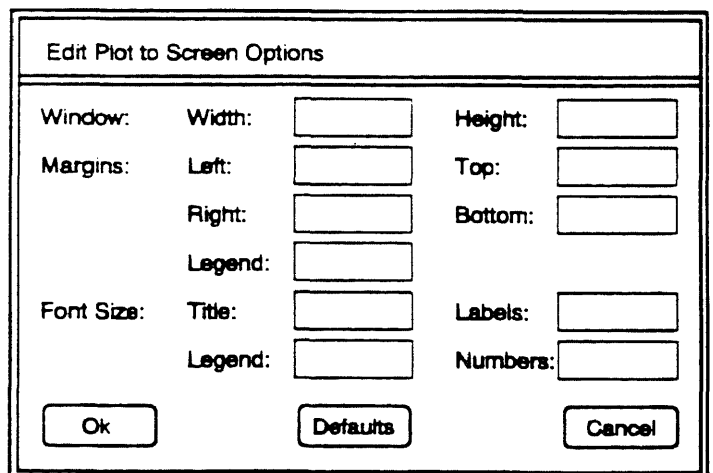 Edit Plot to Screen Options
Window: Width: Height:
Margins: Left: Top:
Right: Bottom:
Legend:
Font Size: Title: Labels:
Legend: Numbers:
Ok Defaults Cancel